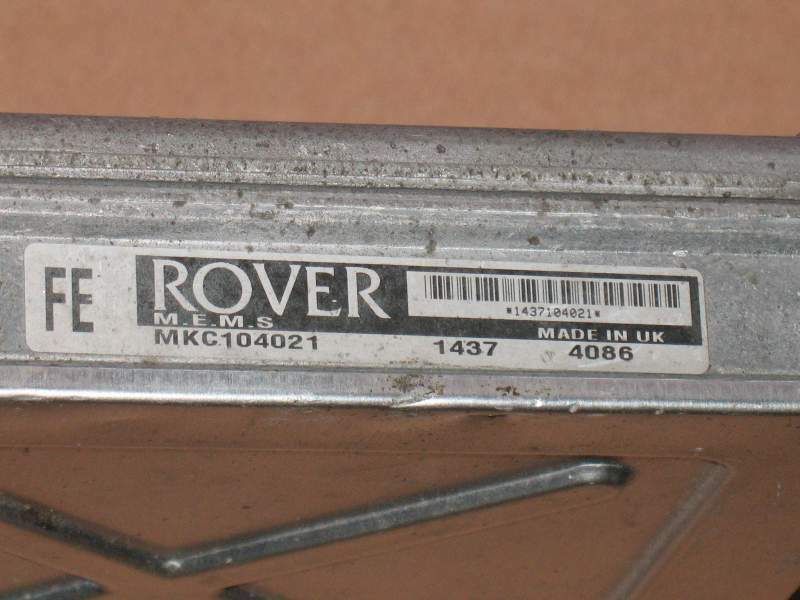 FE
ROVER
M.E.M.S
*1437104021*
MADE IN UK
MKC104021 1437 4086